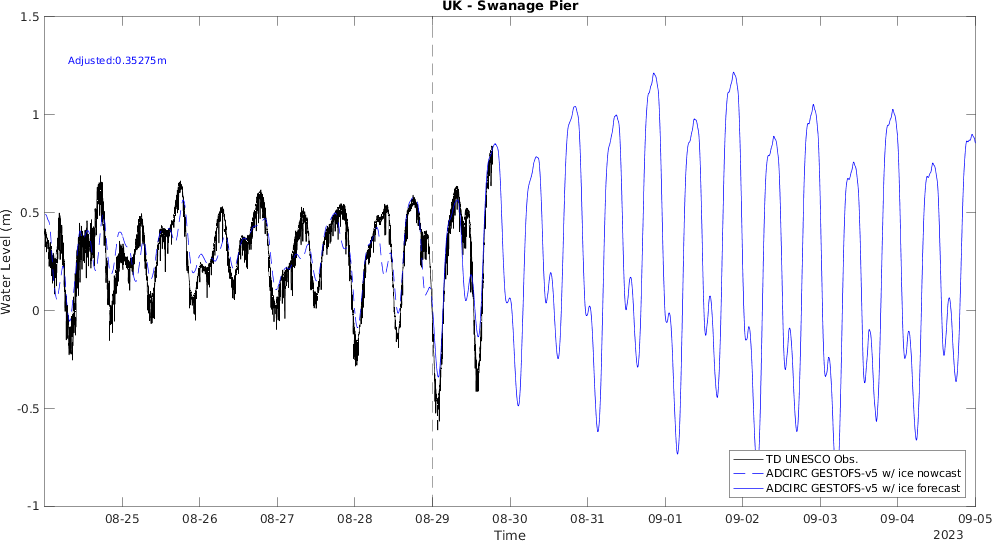 UK - Swanage Pier
1.5
1
0.5
0
-0.5
-1
Water Level (m)
Adjusted:0.35275m
TD UNESCO Obs.
ADCIRC GESTOFS-v5 w/ ice nowcast
ADCIRC GESTOFS-v5 w/ ice forecast
08-25 08-26 08-27 08-28 08-29 08-30 08-31 09-01 09-02 09-03 09-04 09-05
Time
2023